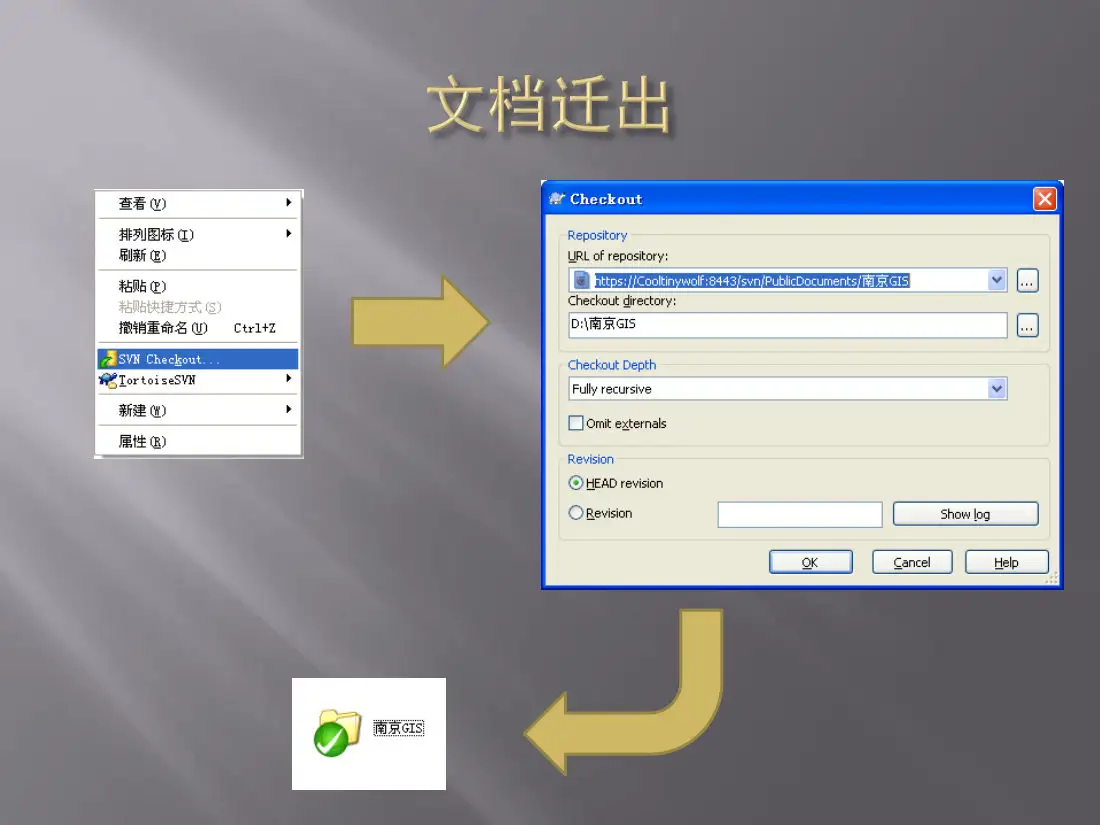 文档迁出
查看(V)
排列图标(I)
刷新(E)
粘贴(P)
粘贴快捷方式(S)
撤销重命名(U) Ctrl+Z
SVN Checkout...
TortoiseSVN
新建(W)
属性(R)
Checkout
Repository
URL of repository:
https://Cooltinywolf:8443/svn/PublicDocuments/南京GIS
...
Checkout directory:
D:\南京GIS
...
Checkout Depth
Fully recursive
Omit externals
Revision
HEAD revision
Revision
Show log
OK
Cancel
Help
南京GIS